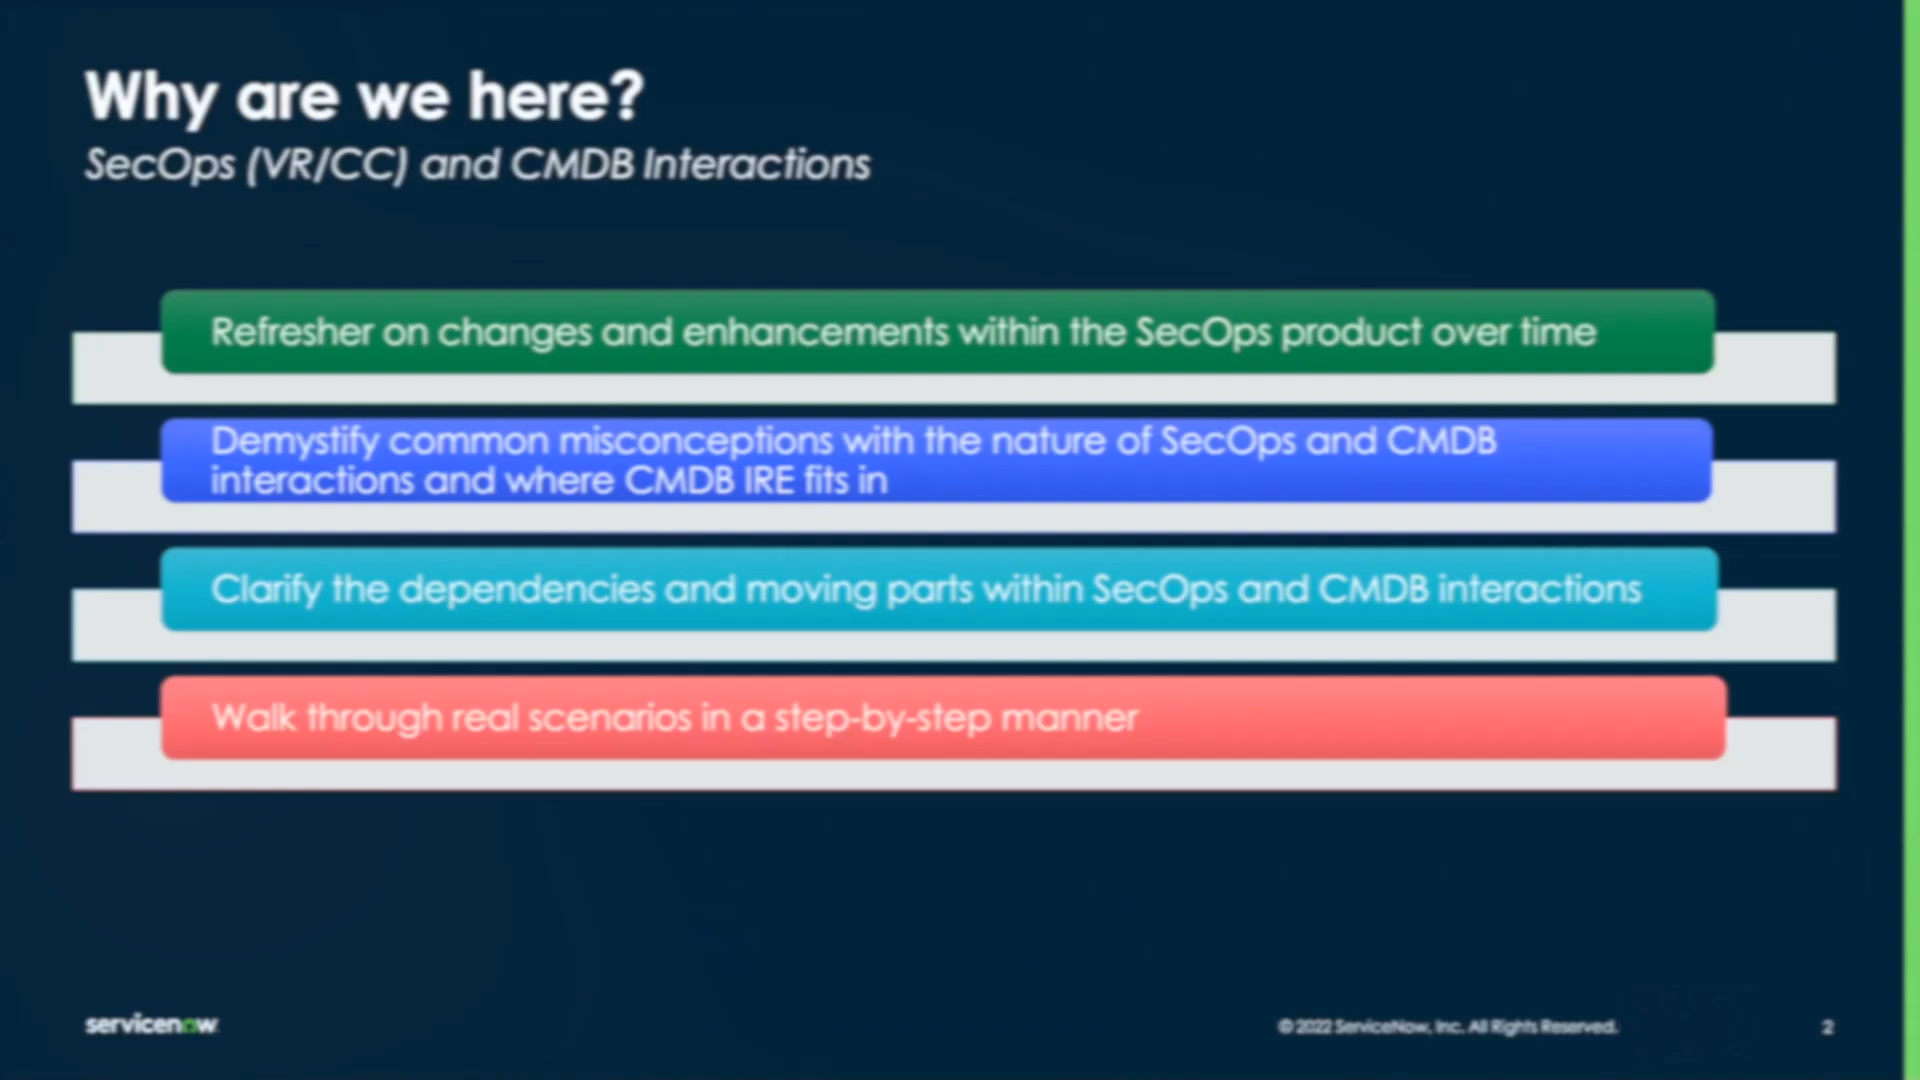 Why are we here?
SecOps (VR/CC) and CMDB Interactions
Refresher on changes and enhancements within the SecOps product over time
Demystify common misconceptions with the nature of SecOps and CMDB
interactions and where CMDB IRE fits in
Clarify the dependencies and moving parts within SecOps and CMDB interactions
Walk through real scenarios in a step-by-step manner
servicenow
© 2022 ServiceNow, Inc. All Rights Reserved.
2